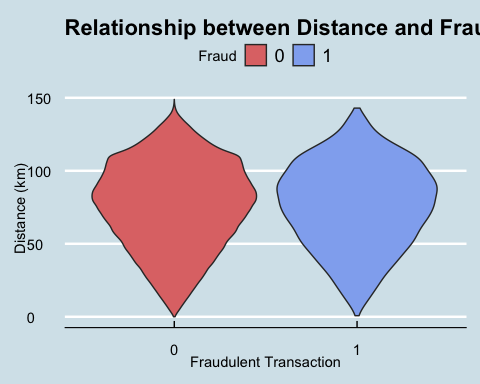 Relationship between Distance and Frau
Fraud 0 1
150
100
50
0
Distance (km)
0 1
Fraudulent Transaction